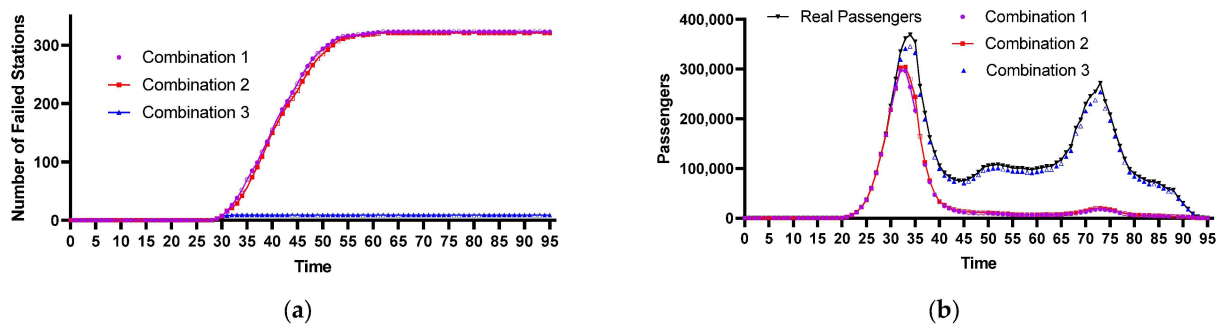 Number of Failed Stations
300
200
100
0
0 5 10 15 20 25 30 35 40 45 50 55 60 65 70 75 80 85 90 95
Time
Combination 1
Combination 2
Combination 3
(a)
Passengers
400,000
300,000
200,000
100,000
0
0 5 10 15 20 25 30 35 40 45 50 55 60 65 70 75 80 85 90 95
Time
Real Passengers
Combination 1
Combination 2
Combination 3
(b)